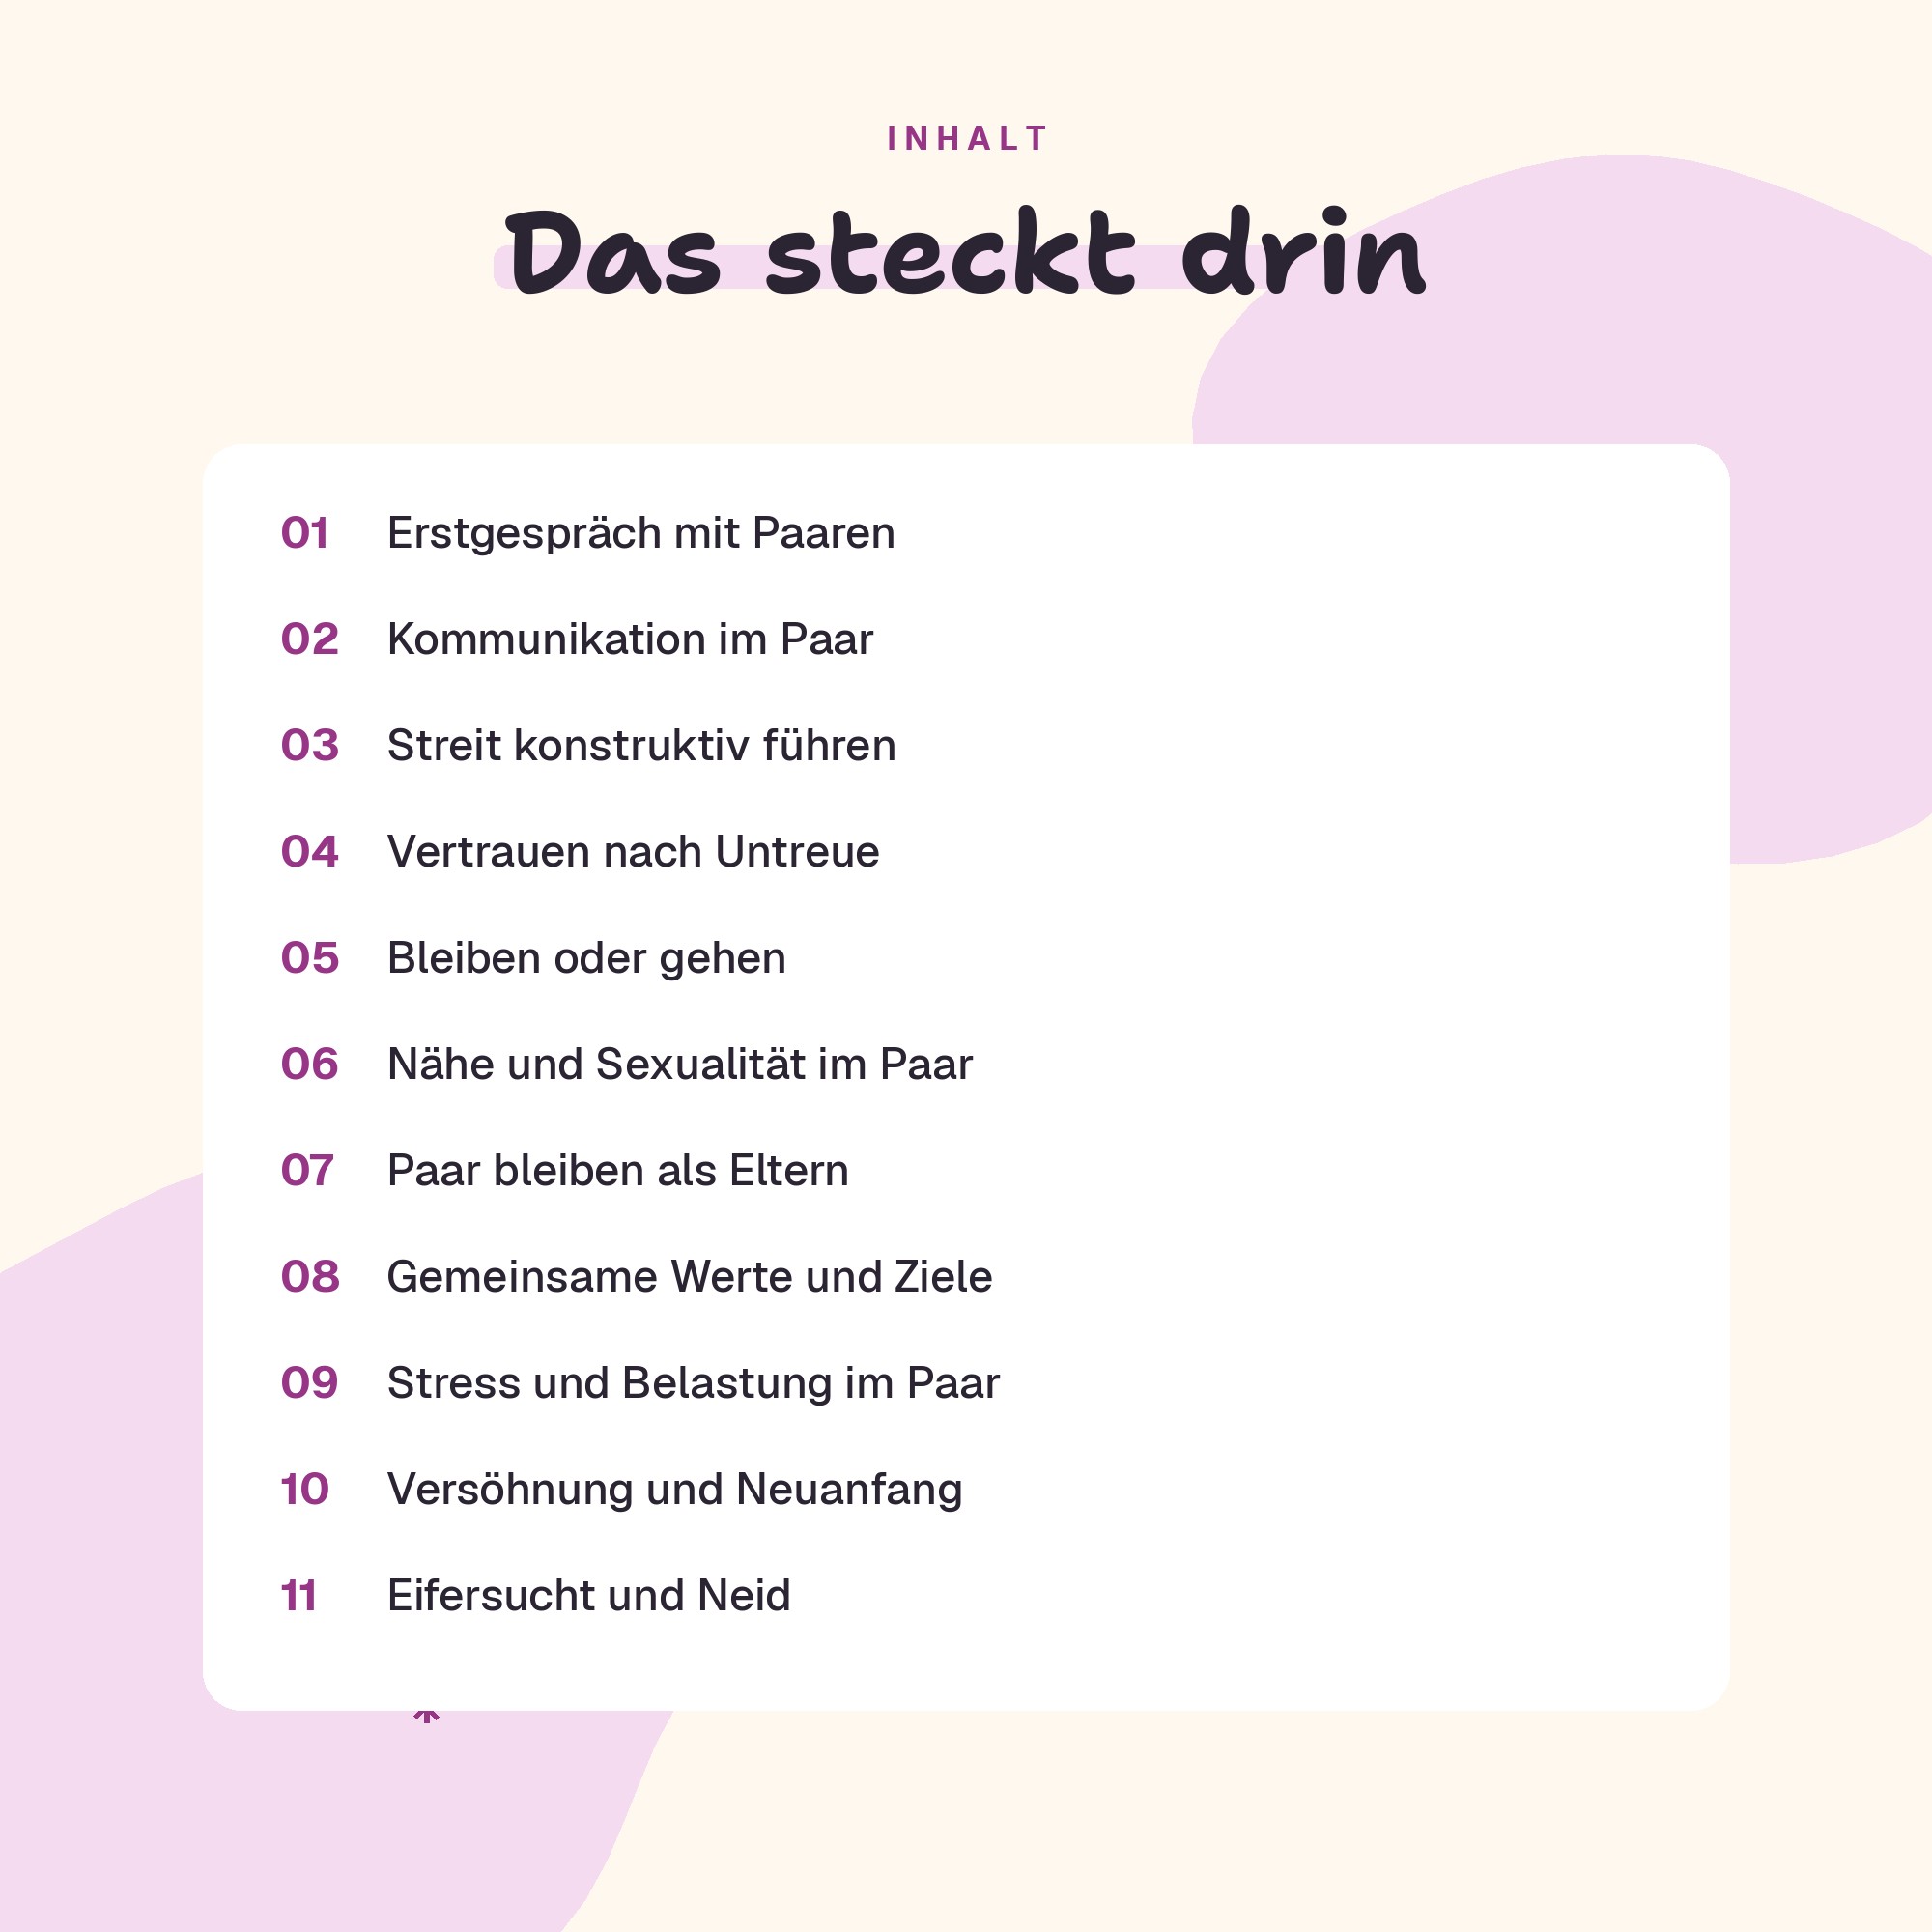 INHALT
Das steckt drin
01 Erstgespräch mit Paaren
02 Kommunikation im Paar
03 Streit konstruktiv führen
04 Vertrauen nach Untreue
05 Bleiben oder gehen
06 Nähe und Sexualität im Paar
07 Paar bleiben als Eltern
08 Gemeinsame Werte und Ziele
09 Stress und Belastung im Paar
10 Versöhnung und Neuanfang
11 Eifersucht und Neid